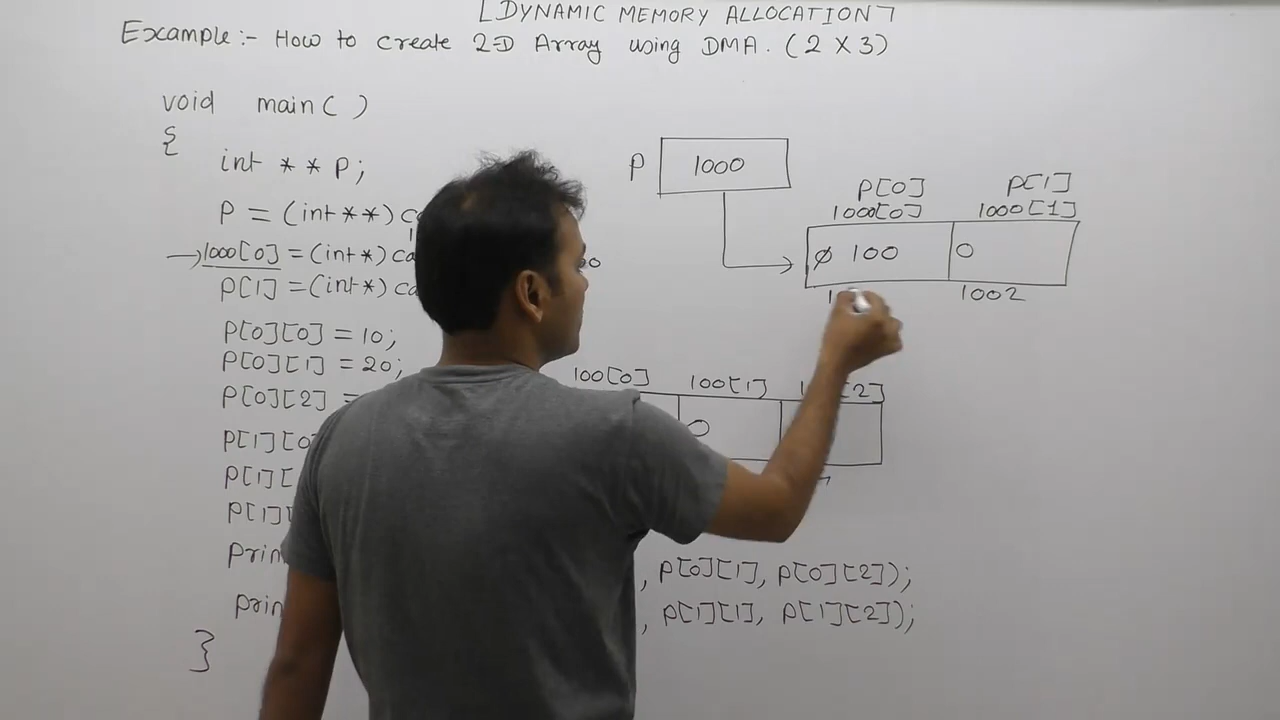 [DYNAMIC MEMORY ALLOCATION]
Example:- How to create 2-D Array using DMA. (2 X 3)
void main( )
{
int * * P;
P = (int**) c
1000[0] = (int*) ca
P[1] = (int*) ca
P[0][0] = 10;
P[0][1] = 20;
P[0][2] =
P[1][0
P[1][
P[1][
Prin , P[0][1], P[0][2]);
prin , P[1][1], P[1][2]);
}
P 1000
P[0] P[1]
1000[0] 1000[1]
0 100 0
1002
100[0] 100[1] [2]
0